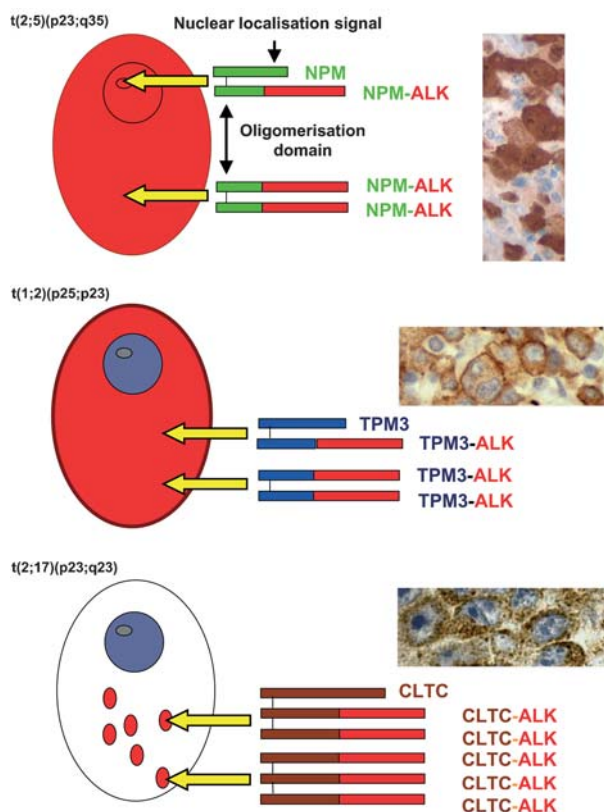 t(2;5)(p23;q35)
Nuclear localisation signal
NPM
NPM-ALK
Oligomerisation
domain
NPM-ALK
NPM-ALK
t(1;2)(p25;p23)
TPM3
TPM3-ALK
TPM3-ALK
TPM3-ALK
t(2;17)(p23;q23)
CLTC
CLTC-ALK
CLTC-ALK
CLTC-ALK
CLTC-ALK
CLTC-ALK